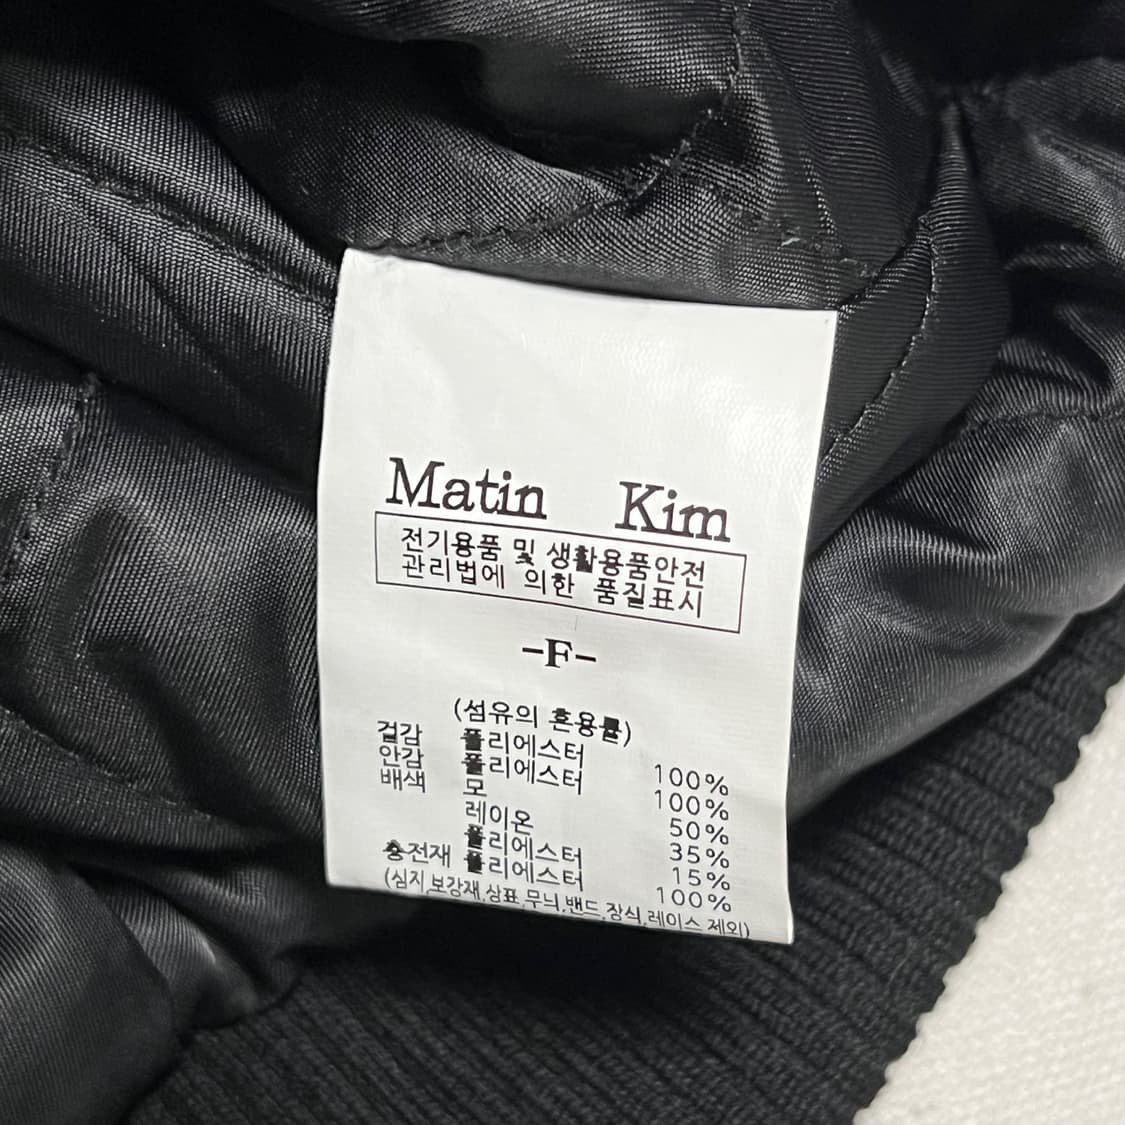 Matin Kim
전기용품 및 생활용품안전
관리법에 의한 품질표시
-F-
(섬유의 혼용률)
겉감 폴리에스터 100%
안감 폴리에스터 100%
배색 모 50%
레이온 35%
폴리에스터 15%
충전재 폴리에스터 100%
(심지,보강재,상표,무늬,밴드,장식,레이스 제외)